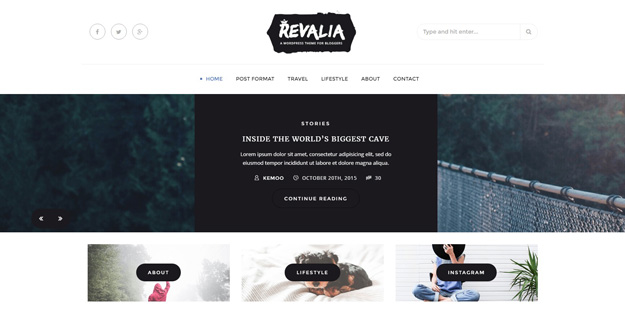 REVALIA
A WORDPRESS THEME FOR BLOGGERS
Type and hit enter...
HOME POST FORMAT TRAVEL LIFESTYLE ABOUT CONTACT
STORIES
INSIDE THE WORLD'S BIGGEST CAVE
Lorem ipsum dolor sit amet, consectetur adipisicing elit, sed do
eiusmod tempor incididunt ut labore et dolore magna aliqua.
KEMOO OCTOBER 20TH, 2015 30
CONTINUE READING
ABOUT LIFESTYLE INSTAGRAM